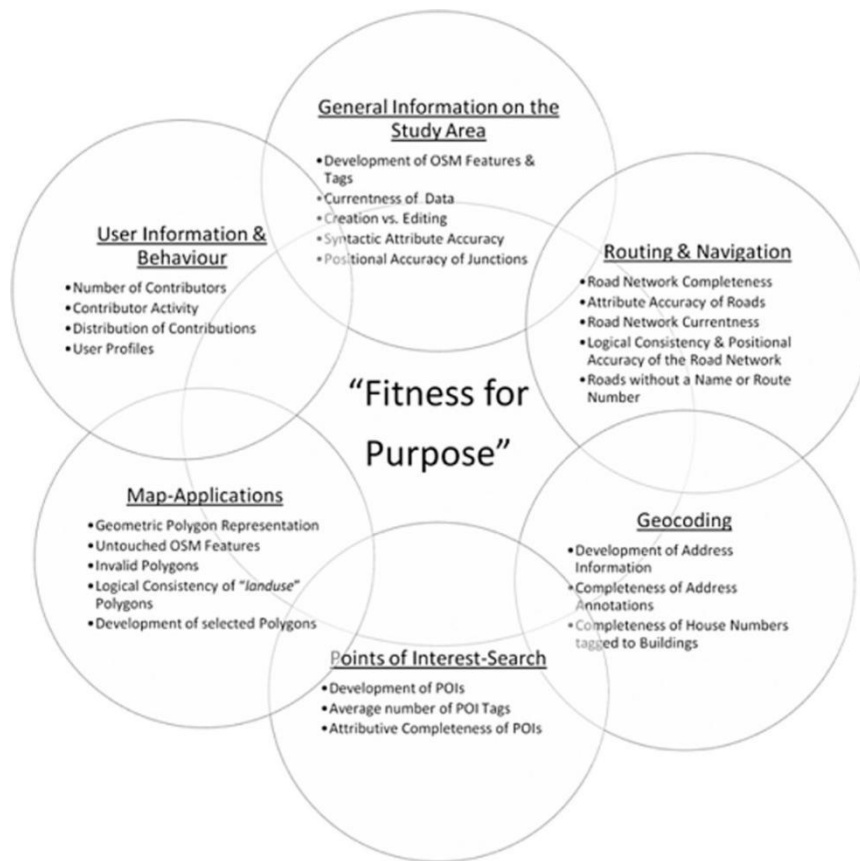 General Information on the
Study Area
•Development of OSM Features &
Tags
•Currentness of Data
•Creation vs. Editing
•Syntactic Attribute Accuracy
•Positional Accuracy of Junctions
User Information &
Behaviour
•Number of Contributors
•Contributor Activity
•Distribution of Contributions
•User Profiles
Routing & Navigation
•Road Network Completeness
•Attribute Accuracy of Roads
•Road Network Currentness
•Logical Consistency & Positional
Accuracy of the Road Network
•Roads without a Name or Route
Number
“Fitness for
Purpose”
Map-Applications
•Geometric Polygon Representation
•Untouched OSM Features
•Invalid Polygons
•Logical Consistency of “landuse”
Polygons
•Development of selected Polygons
Geocoding
•Development of Address
Information
•Completeness of Address
Annotations
•Completeness of House Numbers
tagged to Buildings
Points of Interest-Search
•Development of POIs
•Average number of POI Tags
•Attributive Completeness of POIs